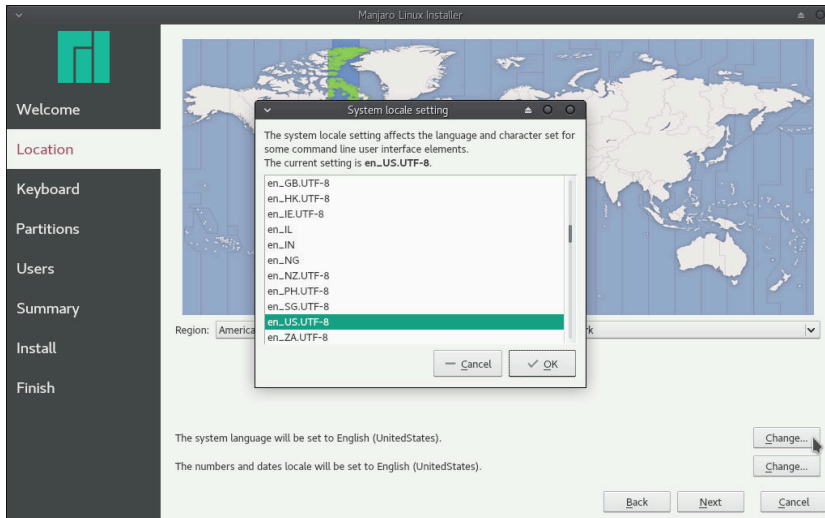 Manjaro Linux Installer
Welcome
Location
Keyboard
Partitions
Users
Summary
Install
Finish
System locale setting
The system locale setting affects the language and character set for
some command line user interface elements.
The current setting is en_US.UTF-8.
en_GB.UTF-8
en_HK.UTF-8
en_IE.UTF-8
en_IL
en_IN
en_NG
en_NZ.UTF-8
en_PH.UTF-8
en_SG.UTF-8
en_US.UTF-8
en_ZA.UTF-8
Cancel OK
Region: America
The system language will be set to English (UnitedStates). Change...
The numbers and dates locale will be set to English (UnitedStates). Change...
Back Next Cancel